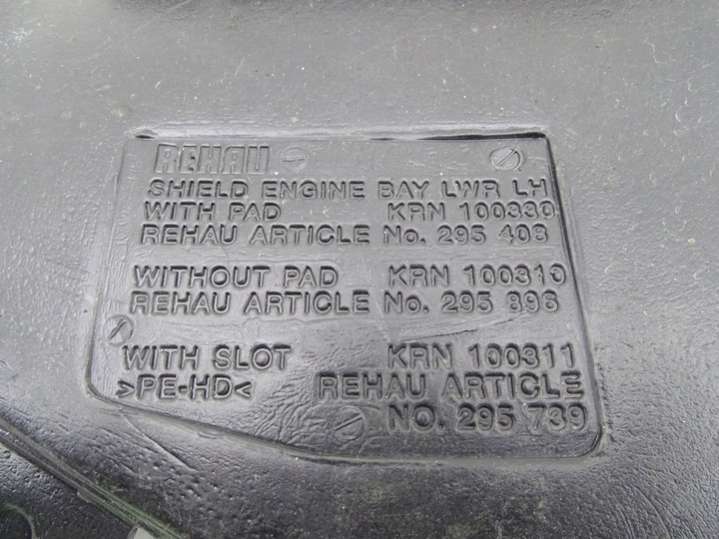 REHAU
SHIELD ENGINE BAY LWR LH
WITH PAD KRN 100330
REHAU ARTICLE No. 295 408
WITHOUT PAD KRN 100310
REHAU ARTICLE No. 295 898
WITH SLOT KRN 100311
>PE-HD< REHAU ARTICLE
NO. 295 739